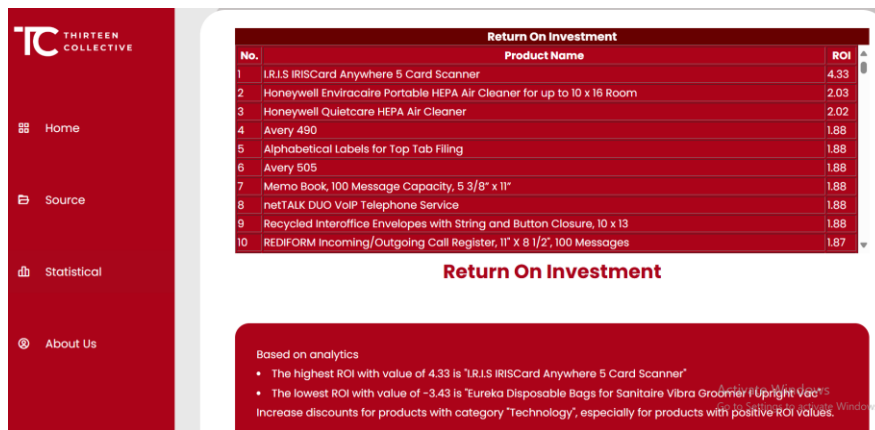 THIRTEEN
COLLECTIVE
Home
Source
Statistical
About Us
Return On Investment
No. Product Name ROI
1 I.R.I.S IRISCard Anywhere 5 Card Scanner 4.33
2 Honeywell Enviracaire Portable HEPA Air Cleaner for up to 10 x 16 Room 2.03
3 Honeywell Quietcare HEPA Air Cleaner 2.02
4 Avery 490 1.88
5 Alphabetical Labels for Top Tab Filing 1.88
6 Avery 505 1.88
7 Memo Book, 100 Message Capacity, 5 3/8” x 11” 1.88
8 netTALK DUO VoIP Telephone Service 1.88
9 Recycled Interoffice Envelopes with String and Button Closure, 10 x 13 1.88
10 REDIFORM Incoming/Outgoing Call Register, 11" X 8 1/2", 100 Messages 1.87
Return On Investment
Based on analytics
• The highest ROI with value of 4.33 is "I.R.I.S IRISCard Anywhere 5 Card Scanner"
• The lowest ROI with value of -3.43 is "Eureka Disposable Bags for Sanitaire Vibra Groomer I Upright Vac"
Increase discounts for products with category "Technology", especially for products with positive ROI values.
Activate Windows
Go to Settings to activate Window